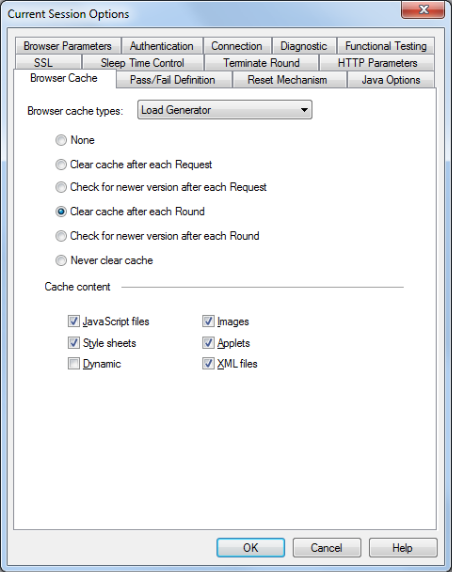 Current Session Options
Browser Parameters Authentication Connection Diagnostic Functional Testing
SSL Sleep Time Control Terminate Round HTTP Parameters
Browser Cache Pass/Fail Definition Reset Mechanism Java Options
Browser cache types: Load Generator
None
Clear cache after each Request
Check for newer version after each Request
Clear cache after each Round
Check for newer version after each Round
Never clear cache
Cache content
JavaScript files Images
Style sheets Applets
Dynamic XML files
OK Cancel Help